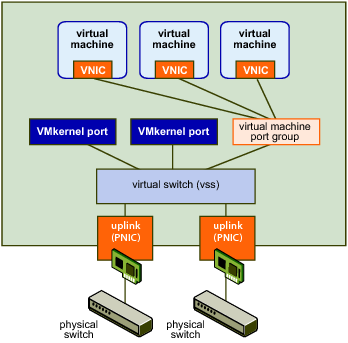 virtual
machine
VNIC
virtual
machine
VNIC
virtual
machine
VNIC
VMkernel port
VMkernel port
virtual machine
port group
virtual switch (vss)
uplink
(PNIC)
uplink
(PNIC)
physical
switch
physical
switch